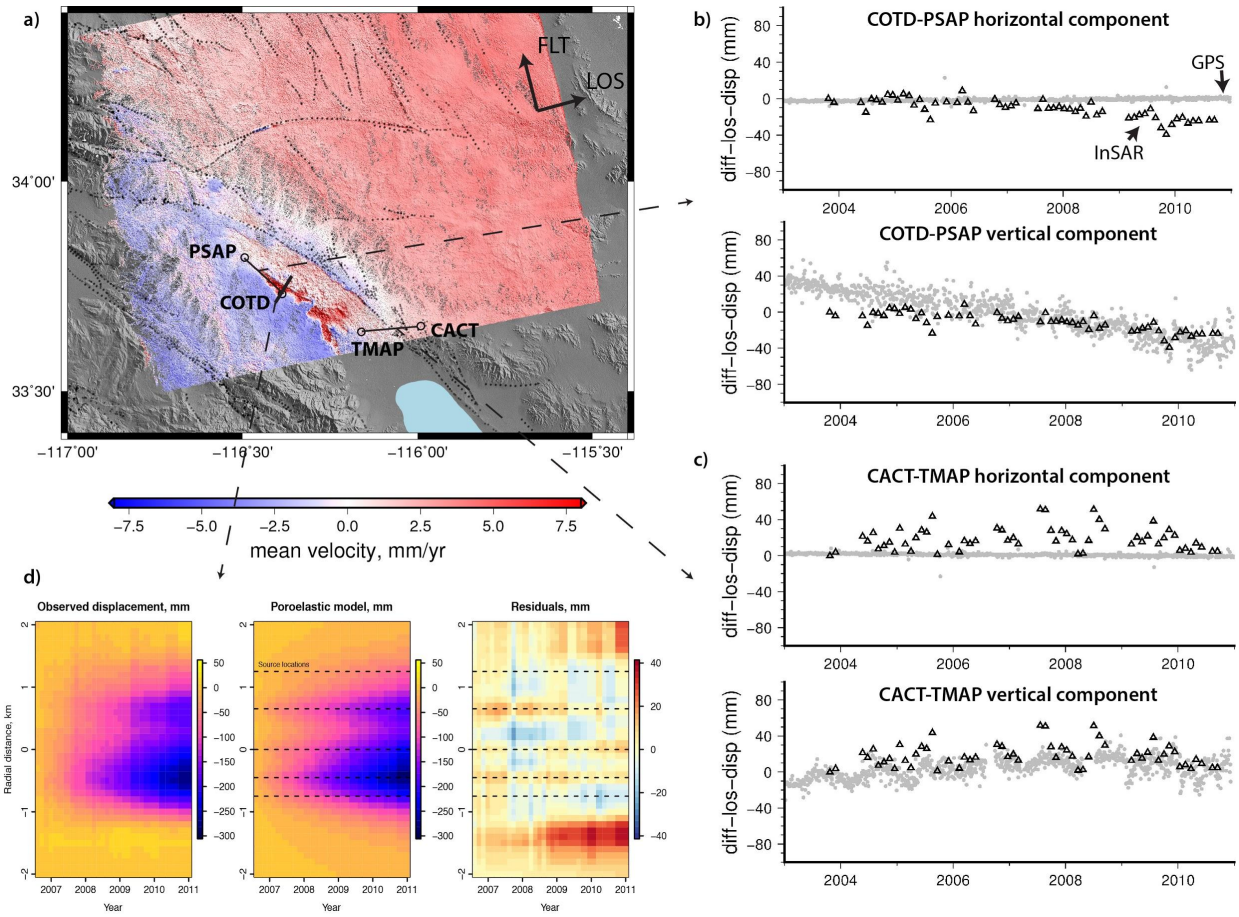 a)
−117˚00'
−116˚30'
−116˚00'
−115˚30'
34˚00'
33˚30'
FLT
LOS
PSAP
COTD
CACT
TMAP
−7.5
−5.0
−2.5
0.0
2.5
5.0
7.5
mean velocity, mm/yr
b)
COTD-PSAP horizontal component
diff−los−disp (mm)
80
40
0
−40
−80
GPS
InSAR
2004
2006
2008
2010
COTD-PSAP vertical component
diff−los−disp (mm)
80
40
0
−40
−80
2004
2006
2008
2010
c)
CACT-TMAP horizontal component
diff−los−disp (mm)
80
40
0
−40
−80
2004
2006
2008
2010
CACT-TMAP vertical component
diff−los−disp (mm)
80
40
0
−40
−80
2004
2006
2008
2010
d)
Observed displacement, mm
Radial distance, km
2
1
0
−1
−2
2007 2008 2009 2010 2011
Year
50
0
−50
−100
−150
−200
−250
−300
Poroelastic model, mm
Source locations
2007 2008 2009 2010 2011
Year
50
0
−50
−100
−150
−200
−250
−300
Residuals, mm
2
1
0
−1
−2
2007 2008 2009 2010 2011
Year
40
20
0
−20
−40